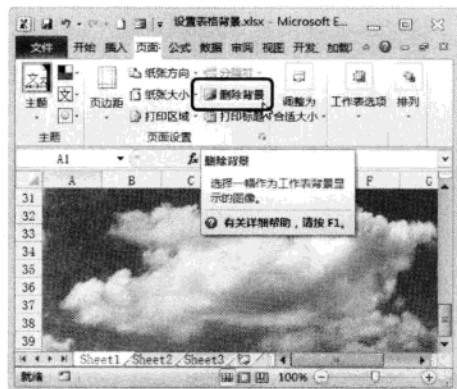 设置表格背景.xlsx - Microsoft E...
文件 开始 插入 页面 公式 数据 审阅 视图 开发 加载
主题
页边距
纸张方向
纸张大小
打印区域
分隔符
删除背景
打印标题
调整为
合适大小
工作表选项
排列
主题 页面设置
A1 fx
删除背景
选择一幅作为工作表背景显
示的图像。
有关详细帮助，请按 F1。
A B C F G
31
32
33
34
35
36
37
38
39
Sheet1 Sheet2 Sheet3
就绪 100%